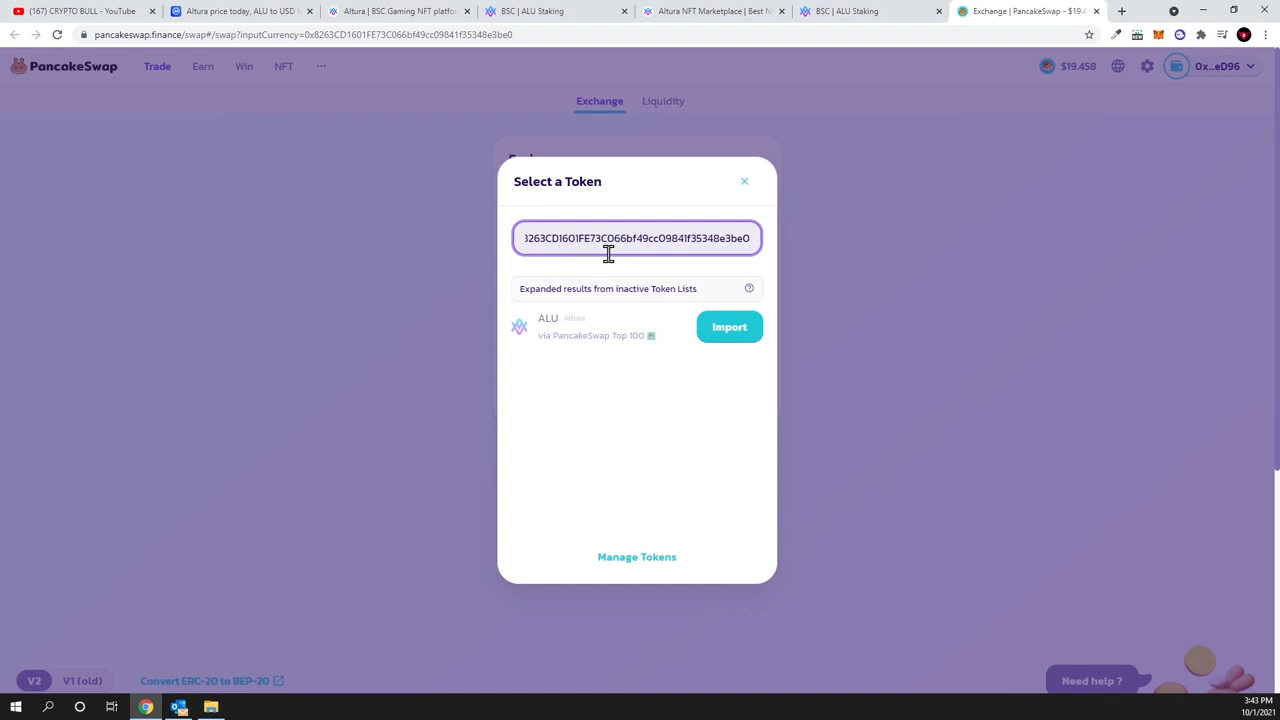 (167) CRYPTO BULL - YouTube
Altura price today, ALU to USD
Altura | BSC Gaming NFT platfor
BSC | ALU Staking
Altura NFT Marketplace | Best N
BSC | ALU Staking
Exchange | PancakeSwap - $19.4
pancakeswap.finance/swap#/swap?inputCurrency=0x8263CD1601FE73C066bf49cc09841f35348e3be0
PancakeSwap
Trade
Earn
Win
NFT
$19.458
0x...eD96
Exchange
Liquidity
Select a Token
3263CD1601FE73C066bf49cc09841f35348e3be0
Expanded results from inactive Token Lists
ALU Altura
via PancakeSwap Top 100
Import
Manage Tokens
V2
V1 (old)
Convert ERC-20 to BEP-20
Need help ?
3:43 PM
10/1/2021